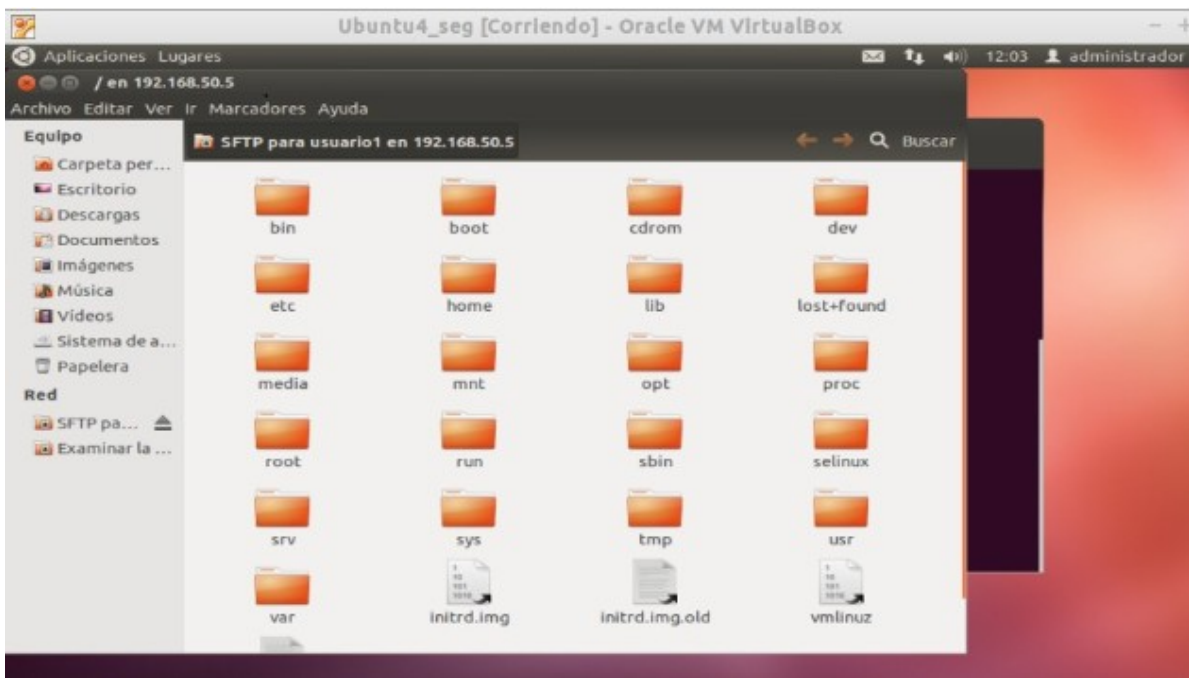 Ubuntu4_seg [Corriendo] - Oracle VM VirtualBox
Aplicaciones Lugares 12:03 administrador
/ en 192.168.50.5
Archivo Editar Ver Ir Marcadores Ayuda
Equipo
SFTP para usuario1 en 192.168.50.5
Buscar
Carpeta per...
Escritorio
Descargas
Documentos
Imágenes
Música
Vídeos
Sistema de a...
Papelera
Red
SFTP pa...
Examinar la ...
bin boot cdrom dev
etc home lib lost+found
media mnt opt proc
root run sbin selinux
srv sys tmp usr
var initrd.img initrd.img.old vmlinuz